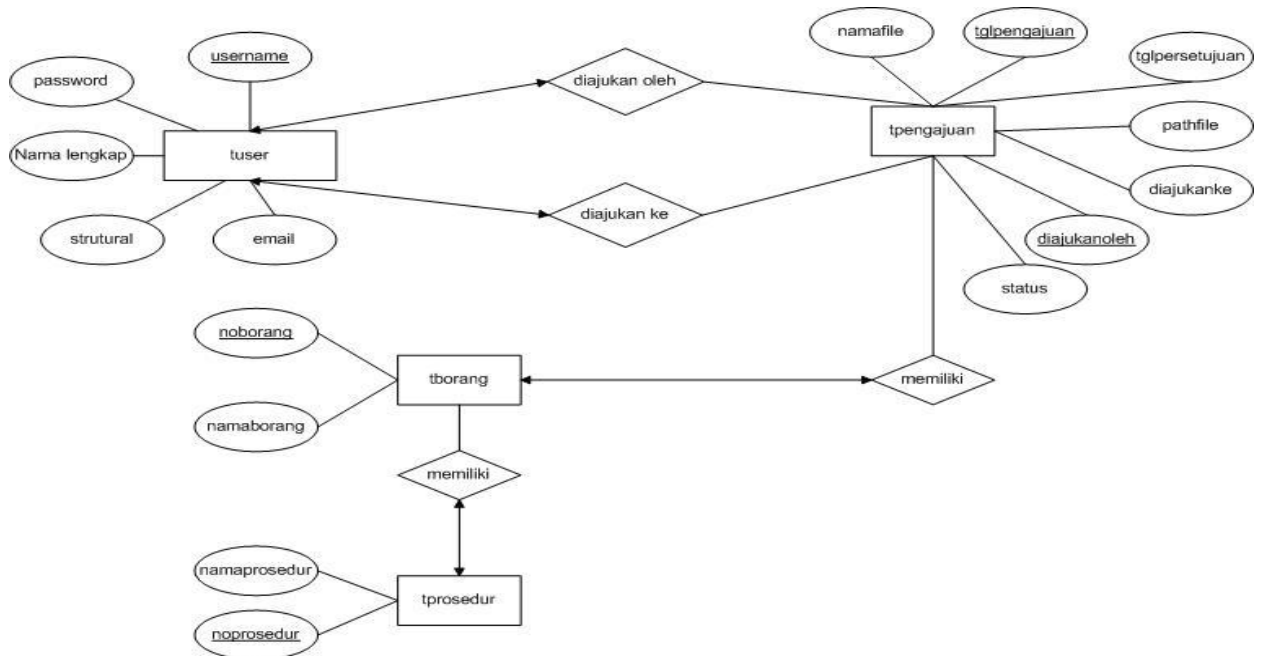 namafile
tglpengajuan
username
tglpersetujuan
password
diajukan oleh
tpengajuan
pathfile
Nama lengkap
tuser
diajukanke
diajukan ke
strutural
email
diajukanoleh
status
noborang
tborang
memiliki
namaborang
memiliki
namaprosedur
tprosedur
noprosedur